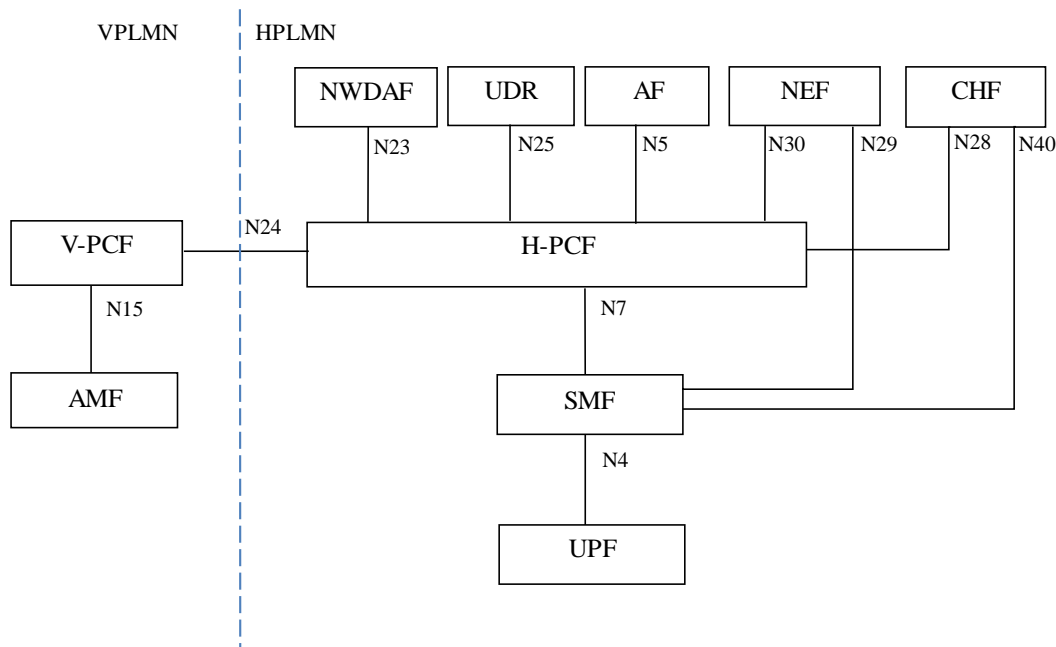 VPLMN
HPLMN
NWDAF
UDR
AF
NEF
CHF
N23
N25
N5
N30
N29
N28
N40
N24
V-PCF
H-PCF
N15
N7
AMF
SMF
N4
UPF